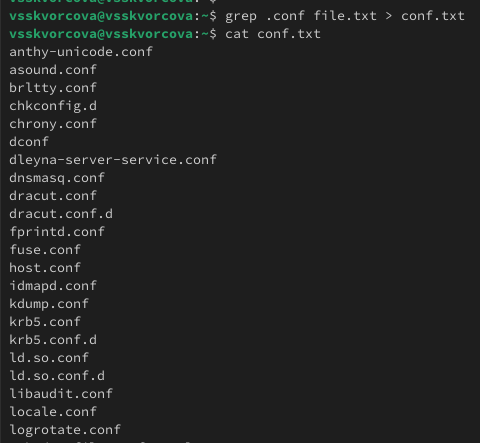 vsskvorcova@vsskvorcova:~$ grep .conf file.txt > conf.txt
vsskvorcova@vsskvorcova:~$ cat conf.txt
anthy-unicode.conf
asound.conf
brltty.conf
chkconfig.d
chrony.conf
dconf
dleyna-server-service.conf
dnsmasq.conf
dracut.conf
dracut.conf.d
fprintd.conf
fuse.conf
host.conf
idmapd.conf
kdump.conf
krb5.conf
krb5.conf.d
ld.so.conf
ld.so.conf.d
libaudit.conf
locale.conf
logrotate.conf